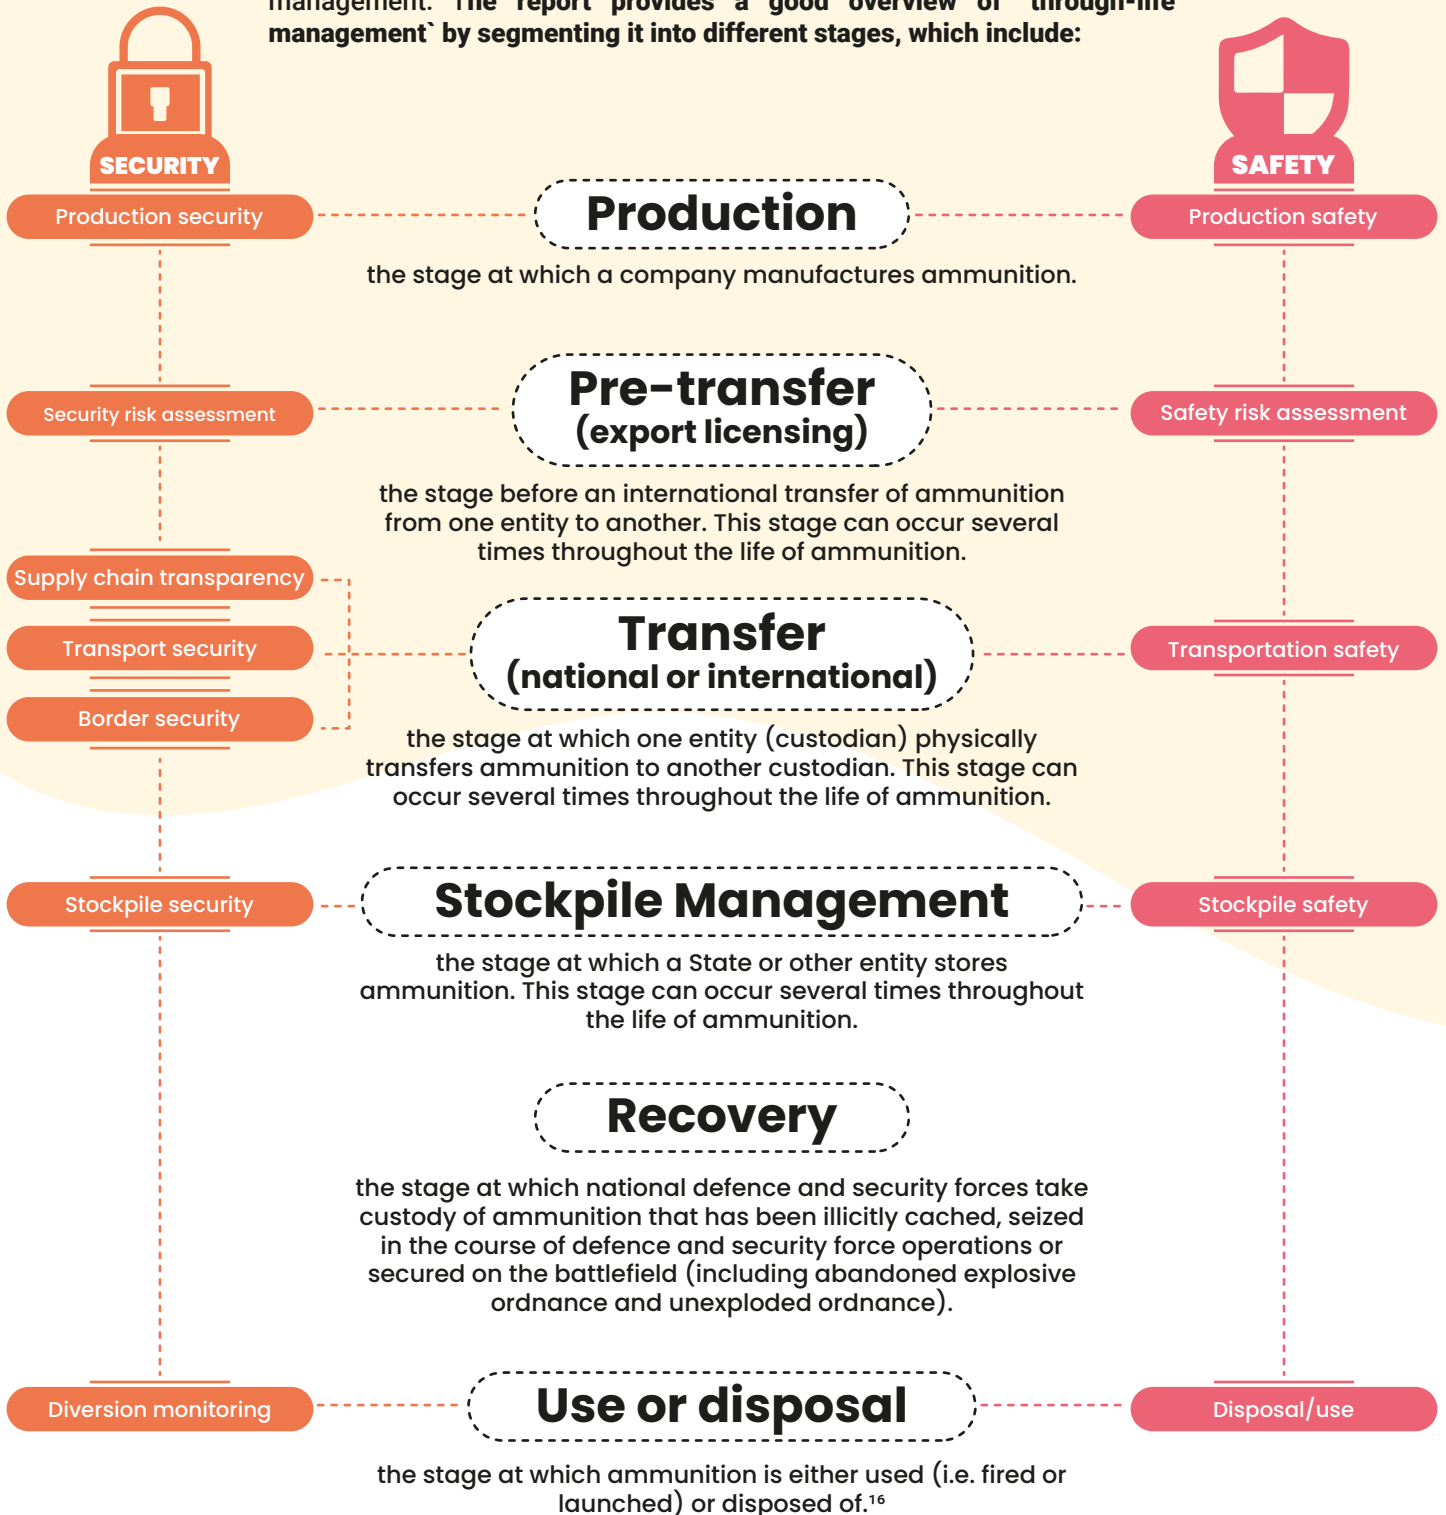 management. The report provides a good overview of `through-life
management` by segmenting it into different stages, which include:
SECURITY
SAFETY
Production security
Production
Production safety
the stage at which a company manufactures ammunition.
Security risk assessment
Pre-transfer
(export licensing)
Safety risk assessment
the stage before an international transfer of ammunition
from one entity to another. This stage can occur several
times throughout the life of ammunition.
Supply chain transparency
Transport security
Border security
Transfer
(national or international)
Transportation safety
the stage at which one entity (custodian) physically
transfers ammunition to another custodian. This stage can
occur several times throughout the life of ammunition.
Stockpile security
Stockpile Management
Stockpile safety
the stage at which a State or other entity stores
ammunition. This stage can occur several times throughout
the life of ammunition.
Recovery
the stage at which national defence and security forces take
custody of ammunition that has been illicitly cached, seized
in the course of defence and security force operations or
secured on the battlefield (including abandoned explosive
ordnance and unexploded ordnance).
Diversion monitoring
Use or disposal
Disposal/use
the stage at which ammunition is either used (i.e. fired or
launched) or disposed of.¹⁶